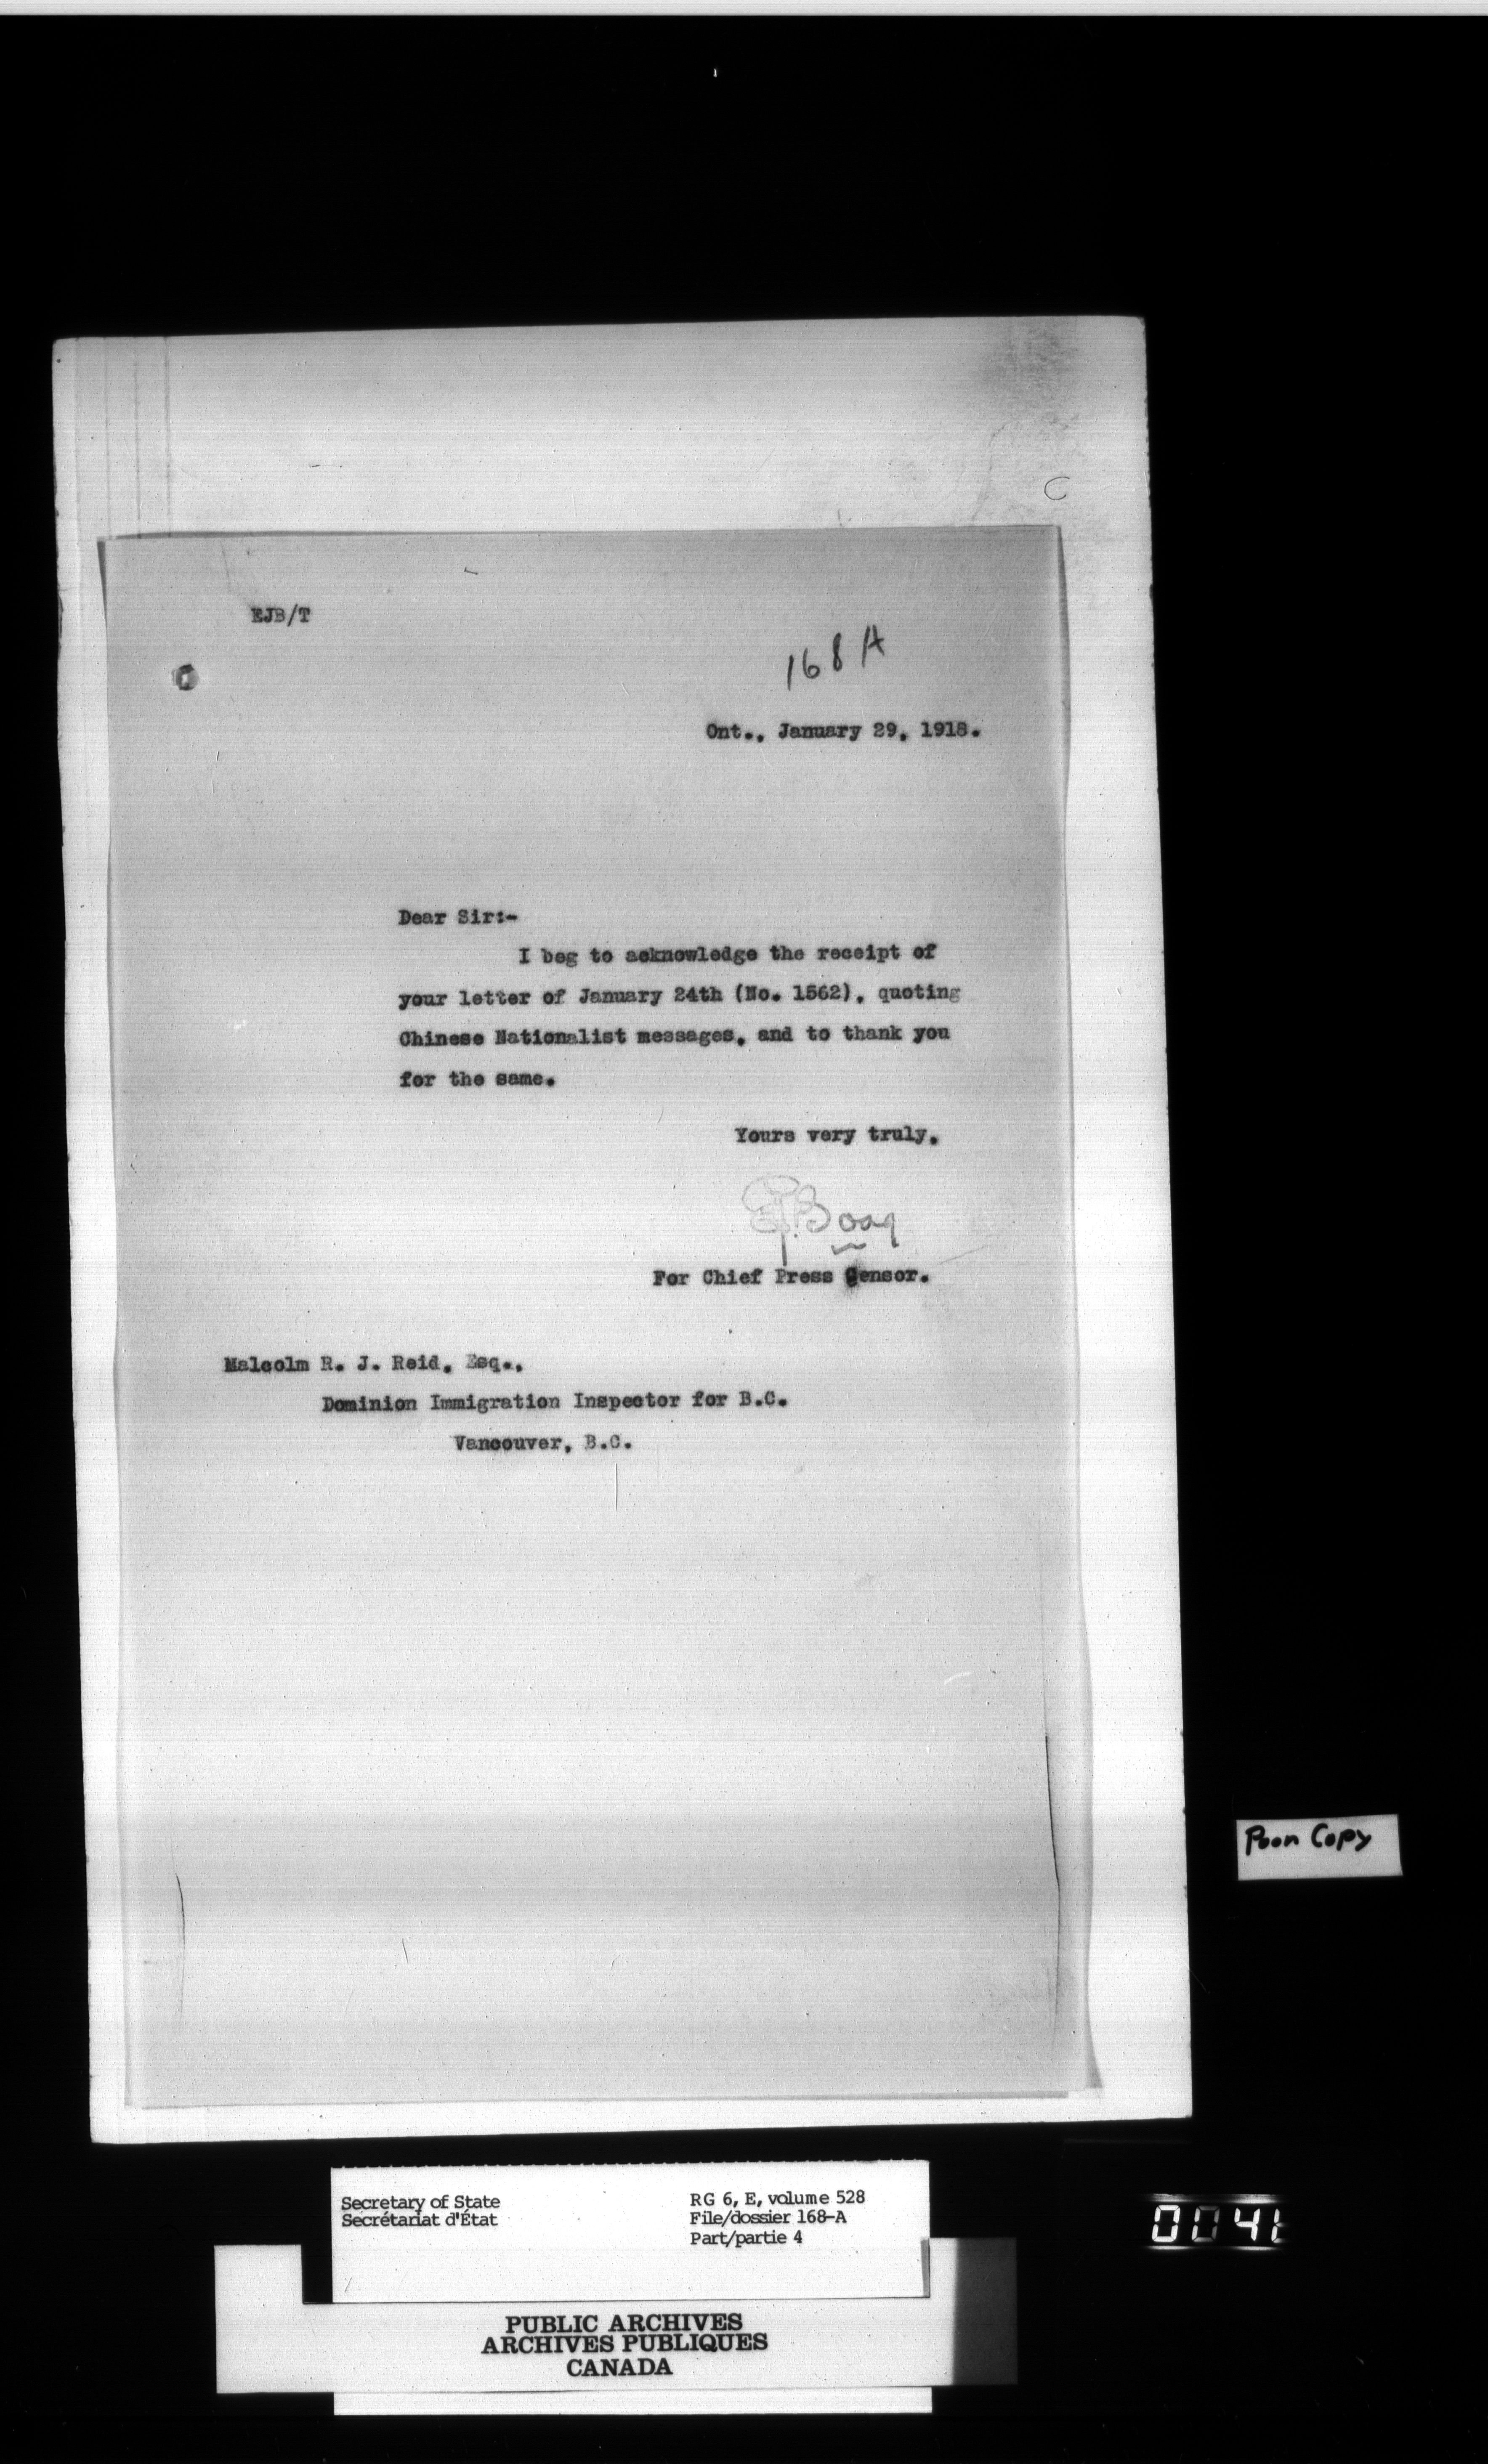 EJB/T
168 A
Ont., January 29, 1918.
Dear Sir:-
I beg to acknowledge the receipt of
your letter of January 24th (No. 1562), quoting
Chinese Nationalist messages, and to thank you
for the same.
Yours very truly,
EJBoag
For Chief Press Censor.
Malcolm R. J. Reid, Esq.,
Dominion Immigration Inspector for B.C.
Vancouver, B.C.
Poor Copy
Secretary of State
Secrétariat d'État
RG 6, E, volume 528
File/dossier 168-A
Part/partie 4
0041
PUBLIC ARCHIVES
ARCHIVES PUBLIQUES
CANADA